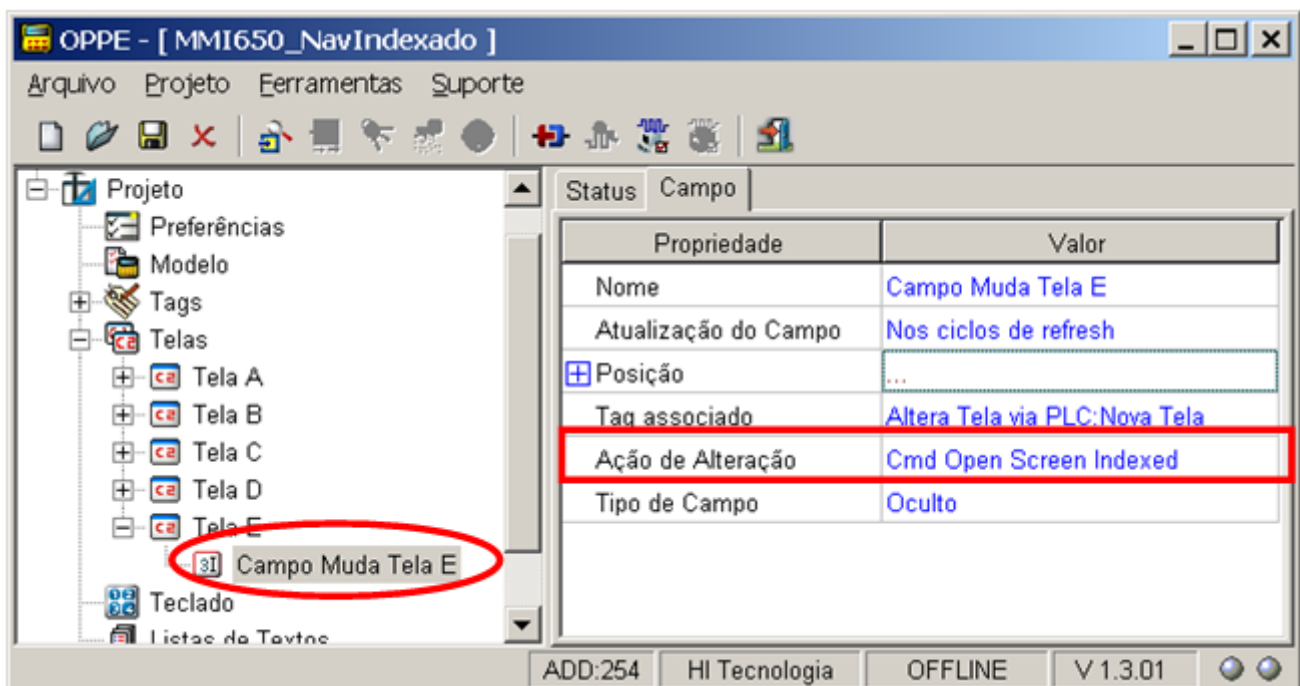 OPPE - [ MMI650_NavIndexado ]
Arquivo Projeto Ferramentas Suporte
Projeto
Preferências
Modelo
Tags
Telas
Tela A
Tela B
Tela C
Tela D
Tela E
Campo Muda Tela E
Teclado
Listas de Textos
Status Campo
Propriedade Valor
Nome Campo Muda Tela E
Atualização do Campo Nos ciclos de refresh
Posição ...
Tag associado Altera Tela via PLC:Nova Tela
Ação de Alteração Cmd Open Screen Indexed
Tipo de Campo Oculto
ADD:254 HI Tecnologia OFFLINE V 1.3.01